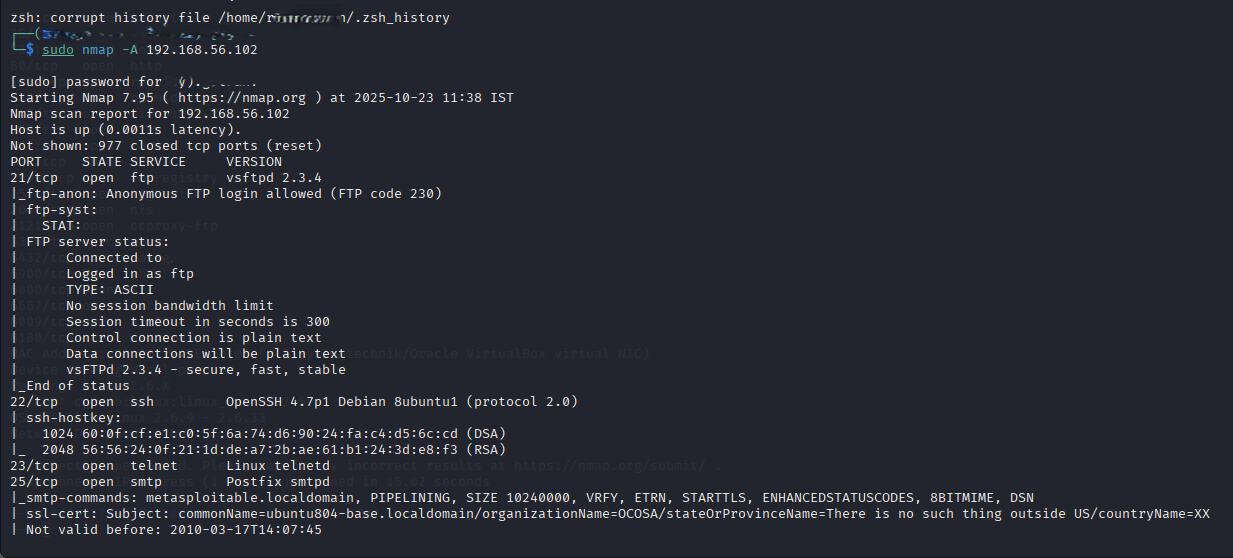 zsh: corrupt history file /home/r n/.zsh_history
└─$ sudo nmap -A 192.168.56.102
[sudo] password for
Starting Nmap 7.95 ( https://nmap.org ) at 2025-10-23 11:38 IST
Nmap scan report for 192.168.56.102
Host is up (0.0011s latency).
Not shown: 977 closed tcp ports (reset)
PORT   STATE SERVICE     VERSION
21/tcp   open  ftp         vsftpd 2.3.4
|_ftp-anon: Anonymous FTP login allowed (FTP code 230)
| ftp-syst:
|   STAT:
| FTP server status:
|      Connected to
|      Logged in as ftp
|      TYPE: ASCII
|      No session bandwidth limit
|      Session timeout in seconds is 300
|      Control connection is plain text
|      Data connections will be plain text
|      vsFTPd 2.3.4 - secure, fast, stable
|_End of status
22/tcp   open  ssh         OpenSSH 4.7p1 Debian 8ubuntu1 (protocol 2.0)
| ssh-hostkey:
|   1024 60:0f:cf:e1:c0:5f:6a:74:d6:90:24:fa:c4:d5:6c:cd (DSA)
|_  2048 56:56:24:0f:21:1d:de:a7:2b:ae:61:b1:24:3d:e8:f3 (RSA)
23/tcp   open  telnet      Linux telnetd
25/tcp   open  smtp        Postfix smtpd
|_smtp-commands: metasploitable.localdomain, PIPELINING, SIZE 10240000, VRFY, ETRN, STARTTLS, ENHANCEDSTATUSCODES, 8BITMIME, DSN
| ssl-cert: Subject: commonName=ubuntu804-base.localdomain/organizationName=OCOSA/stateOrProvinceName=There is no such thing outside US/countryName=XX
| Not valid before: 2010-03-17T14:07:45